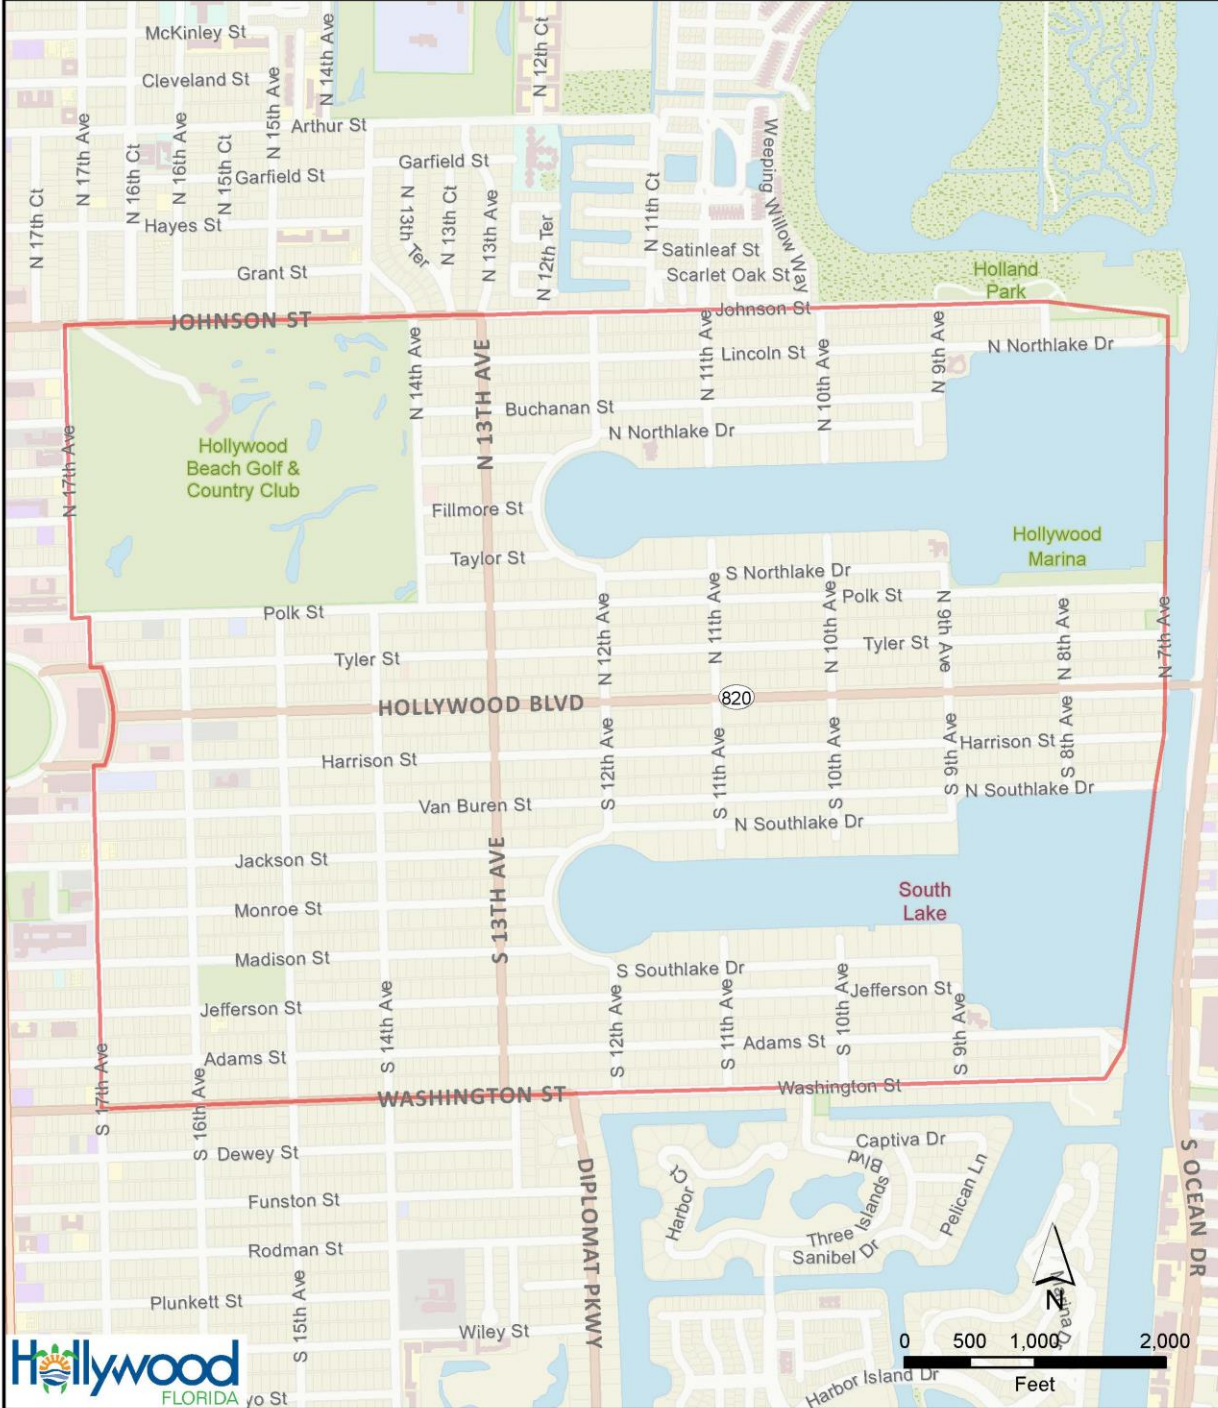 McKinley St
Cleveland St
N 14th Ave
N 12th Ct
N 15th Ave
Arthur St
N 17th Ave
N 16th Ct
N 16th Ave
N 15th Ct
Garfield St
Garfield St
Weeping Willow Way
N 17th Ct
N 13th Ter
N 13th Ct
N 13th Ave
N 12th Ter
N 11th Ct
Hayes St
Satinleaf St
Grant St
Scarlet Oak St
Holland
Park
JOHNSON ST
Johnson St
N 14th Ave
N 13TH AVE
N 11th Ave
Lincoln St
N 10th Ave
N 9th Ave
N Northlake Dr
Buchanan St
N Northlake Dr
N 17th Ave
Hollywood
Beach Golf &
Country Club
Fillmore St
Hollywood
Marina
Taylor St
S Northlake Dr
Polk St
Polk St
N 12th Ave
N 11th Ave
N 10th Ave
N 9th Ave
N 8th Ave
N 7th Ave
Tyler St
Tyler St
HOLLYWOOD BLVD
820
Harrison St
Harrison St
S 12th Ave
S 11th Ave
S 10th Ave
S 9th Ave
S 8th Ave
N Southlake Dr
Van Buren St
N Southlake Dr
S 13TH AVE
Jackson St
Monroe St
South
Lake
Madison St
S Southlake Dr
Jefferson St
Jefferson St
S 14th Ave
S 12th Ave
S 11th Ave
S 10th Ave
S 9th Ave
Adams St
Adams St
S 17th Ave
S 16th Ave
WASHINGTON ST
Washington St
Dewey St
Captiva Dr
Three Islands Blvd
Pelican Ln
Harbor Ct
S OCEAN DR
DIPLOMAT PKWY
Funston St
Sanibel Dr
Rodman St
S 15th Ave
Plunkett St
Wiley St
N
Marina Dr
0 500 1,000 2,000
Feet
Harbor Island Dr
Hollywood
FLORIDA
yo St